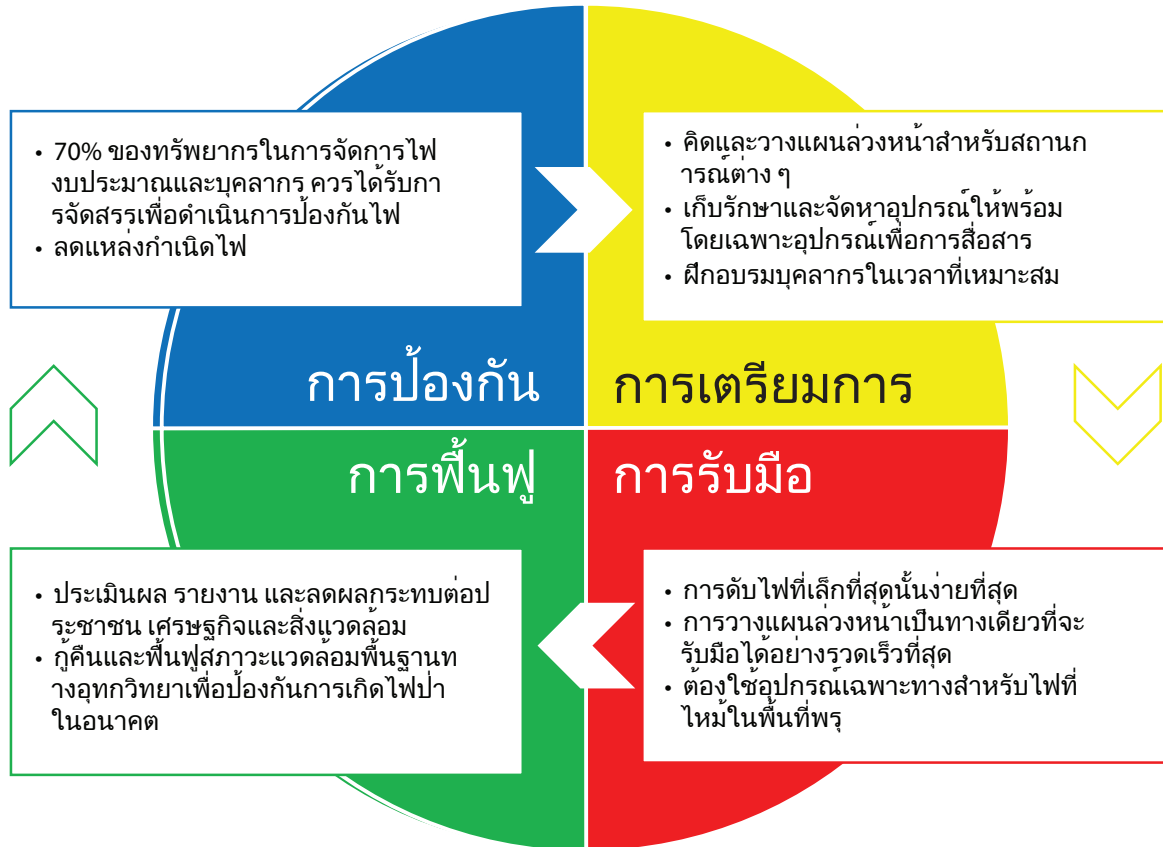 • 70% ของทรัพยากรในการจัดการไฟ
งบประมาณและบุคลากร ควรได้รับกา
รจัดสรรเพื่อดำเนินการป้องกันไฟ
• ลดแหล่งกำเนิดไฟ
การป้องกัน
• คิดและวางแผนล่วงหน้าสำหรับสถานก
ารณ์ต่าง ๆ
• เก็บรักษาและจัดหาอุปกรณ์ให้พร้อม
โดยเฉพาะอุปกรณ์เพื่อการสื่อสาร
• ฝึกอบรมบุคลากรในเวลาที่เหมาะสม
การเตรียมการ
การรับมือ
• การดับไฟที่เล็กที่สุดนั้นง่ายที่สุด
• การวางแผนล่วงหน้าเป็นทางเดียวที่จะ
รับมือได้อย่างรวดเร็วที่สุด
• ต้องใช้อุปกรณ์เฉพาะทางสำหรับไฟที่
ไหม้ในพื้นที่พรุ
การฟื้นฟู
• ประเมินผล รายงาน และลดผลกระทบต่อป
ระชาชน เศรษฐกิจและสิ่งแวดล้อม
• กู้คืนและฟื้นฟูสภาวะแวดล้อมพื้นฐานท
างอุทกวิทยาเพื่อป้องกันการเกิดไฟป่า
ในอนาคต